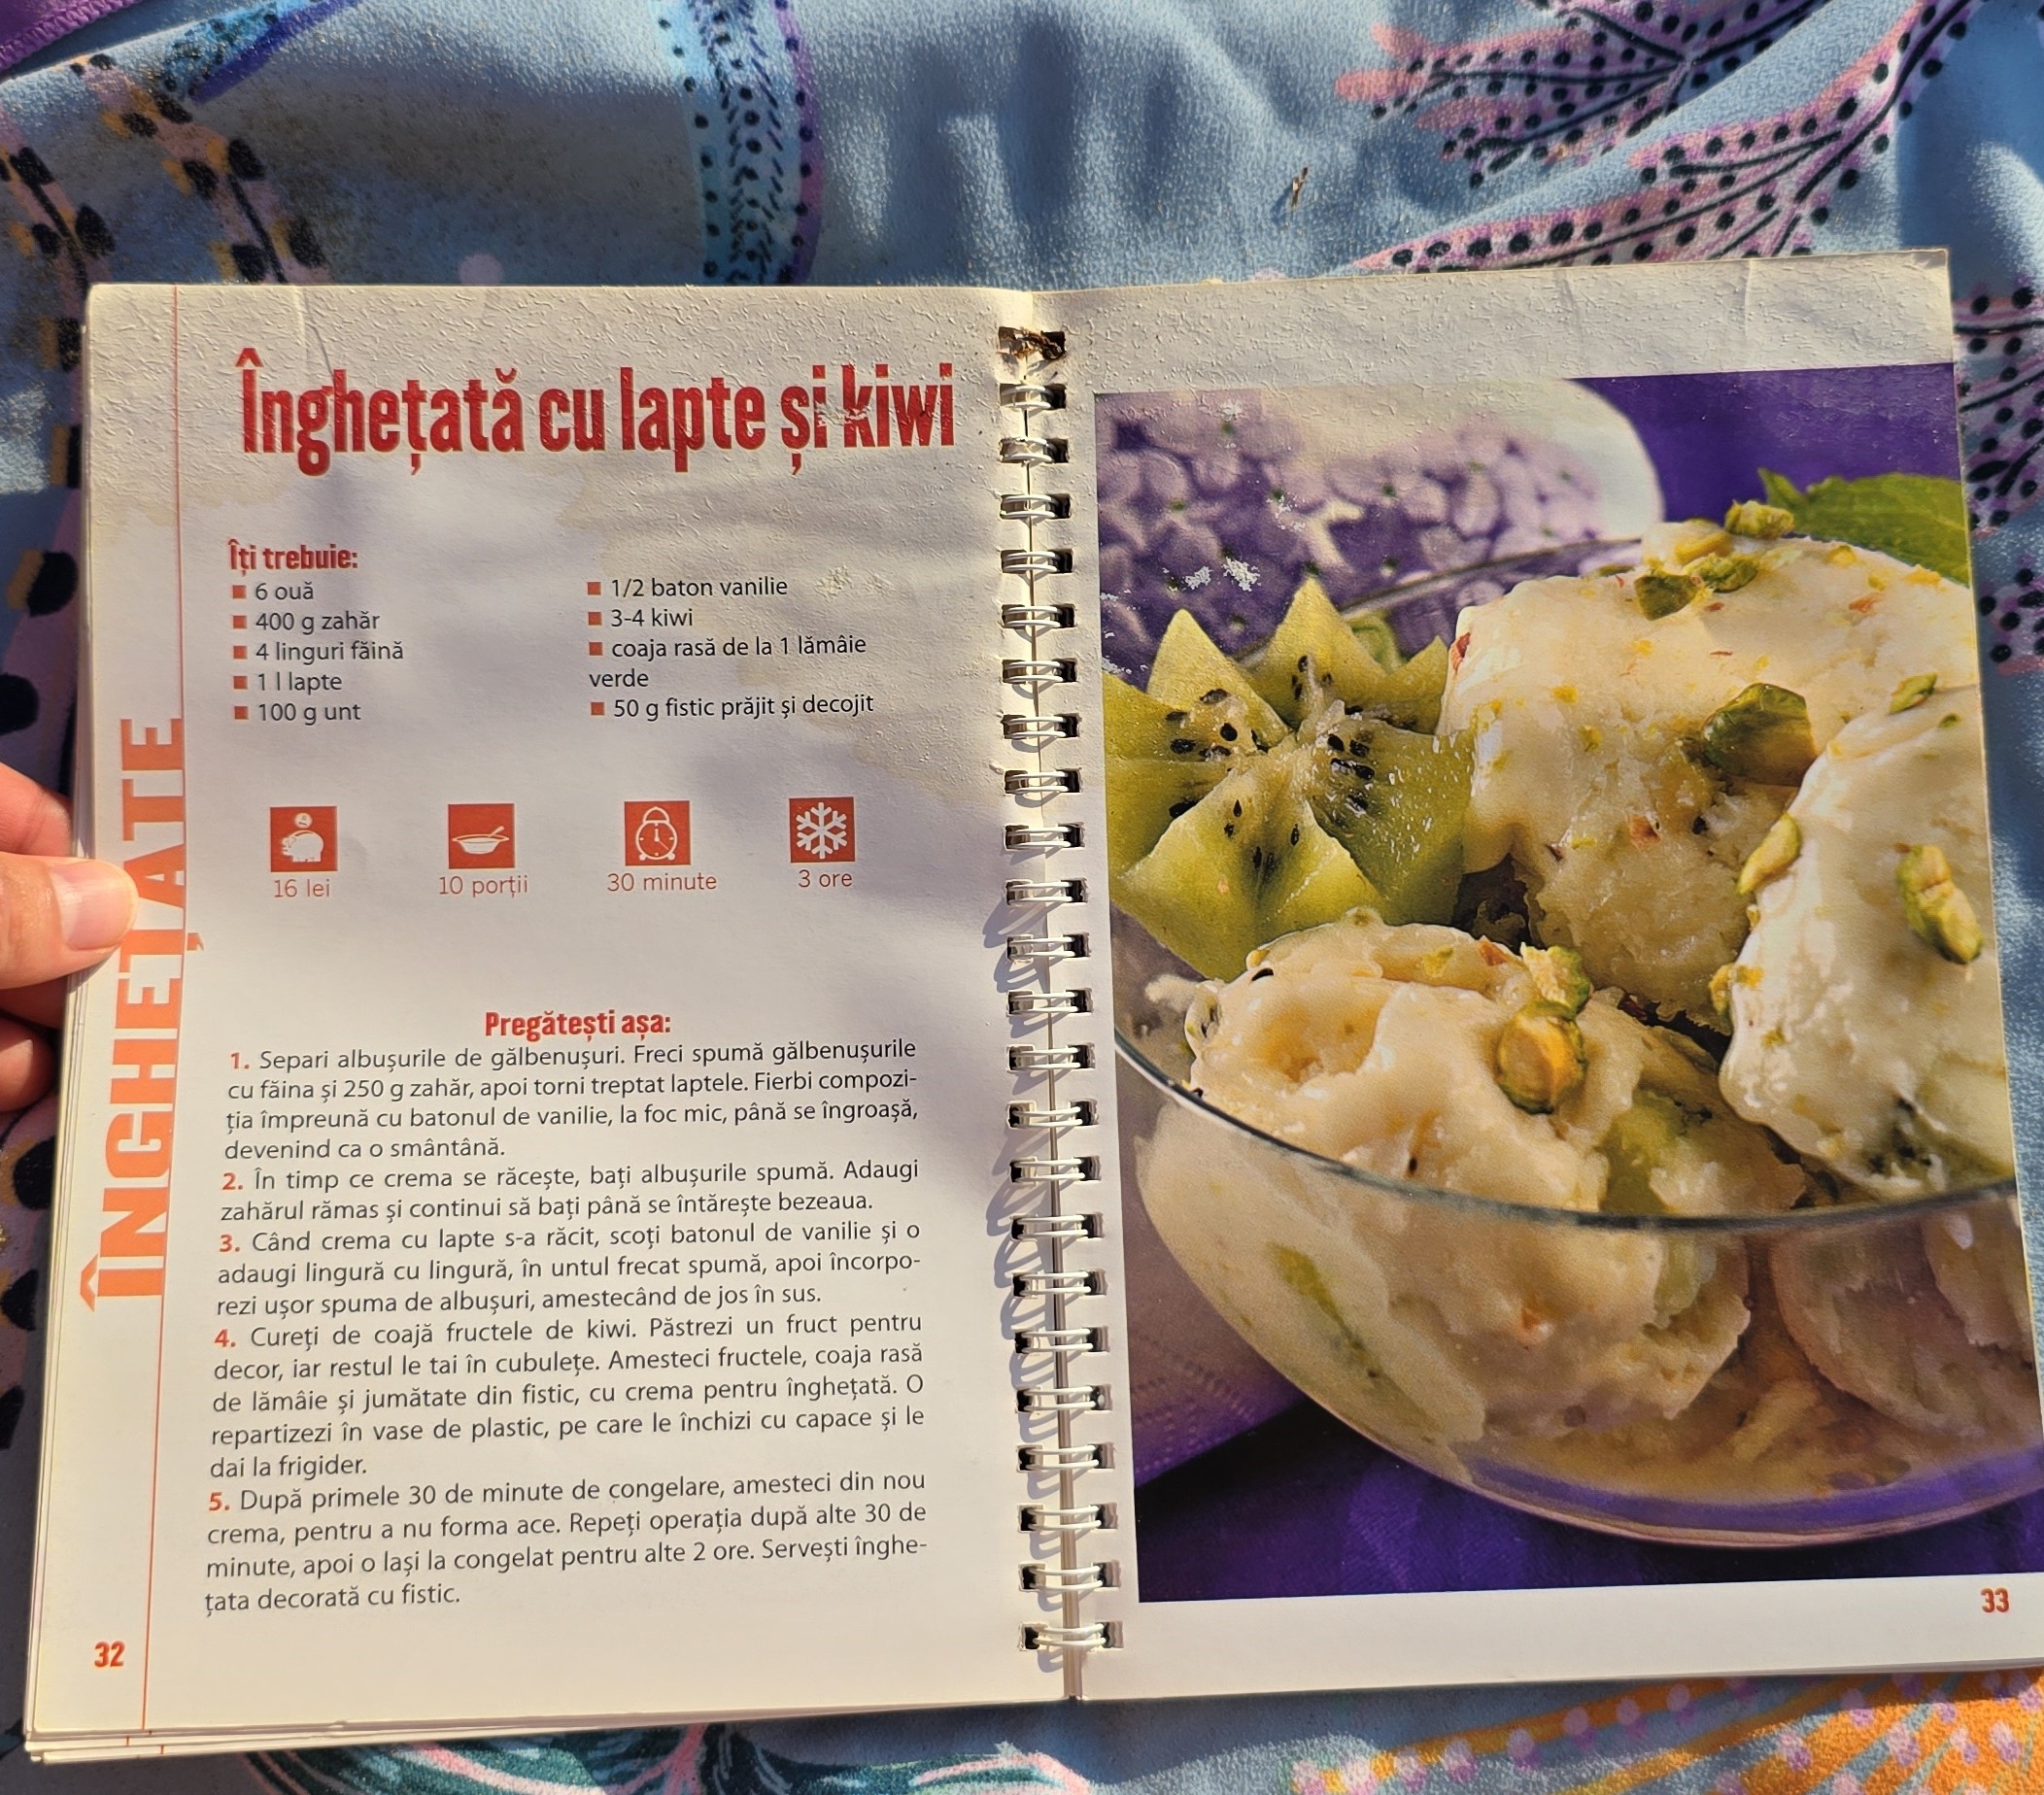 Înghețată cu lapte și kiwi
Îți trebuie:
6 ouă
400 g zahăr
4 linguri făină
1 l lapte
100 g unt
1/2 baton vanilie
3-4 kiwi
coaja rasă de la 1 lămâie
verde
50 g fistic prăjit și decojit
16 lei
10 porții
30 minute
3 ore
Pregătești așa:
1. Separi albușurile de gălbenușuri. Freci spumă gălbenușurile
cu făina și 250 g zahăr, apoi torni treptat laptele. Fierbi compozi-
ția împreună cu batonul de vanilie, la foc mic, până se îngroașă,
devenind ca o smântână.
2. În timp ce crema se răcește, bați albușurile spumă. Adaugi
zahărul rămas și continui să bați până se întărește bezeaua.
3. Când crema cu lapte s-a răcit, scoți batonul de vanilie și o
adaugi lingură cu lingură, în untul frecat spumă, apoi încorpo-
rezi ușor spuma de albușuri, amestecând de jos în sus.
4. Cureți de coajă fructele de kiwi. Păstrezi un fruct pentru
decor, iar restul le tai în cubulețe. Amesteci fructele, coaja rasă
de lămâie și jumătate din fistic, cu crema pentru înghețată. O
repartizezi în vase de plastic, pe care le închizi cu capace și le
dai la frigider.
5. După primele 30 de minute de congelare, amesteci din nou
crema, pentru a nu forma ace. Repeți operația după alte 30 de
minute, apoi o lași la congelat pentru alte 2 ore. Servești înghe-
țata decorată cu fistic.
ÎNGHEȚATE
32
33